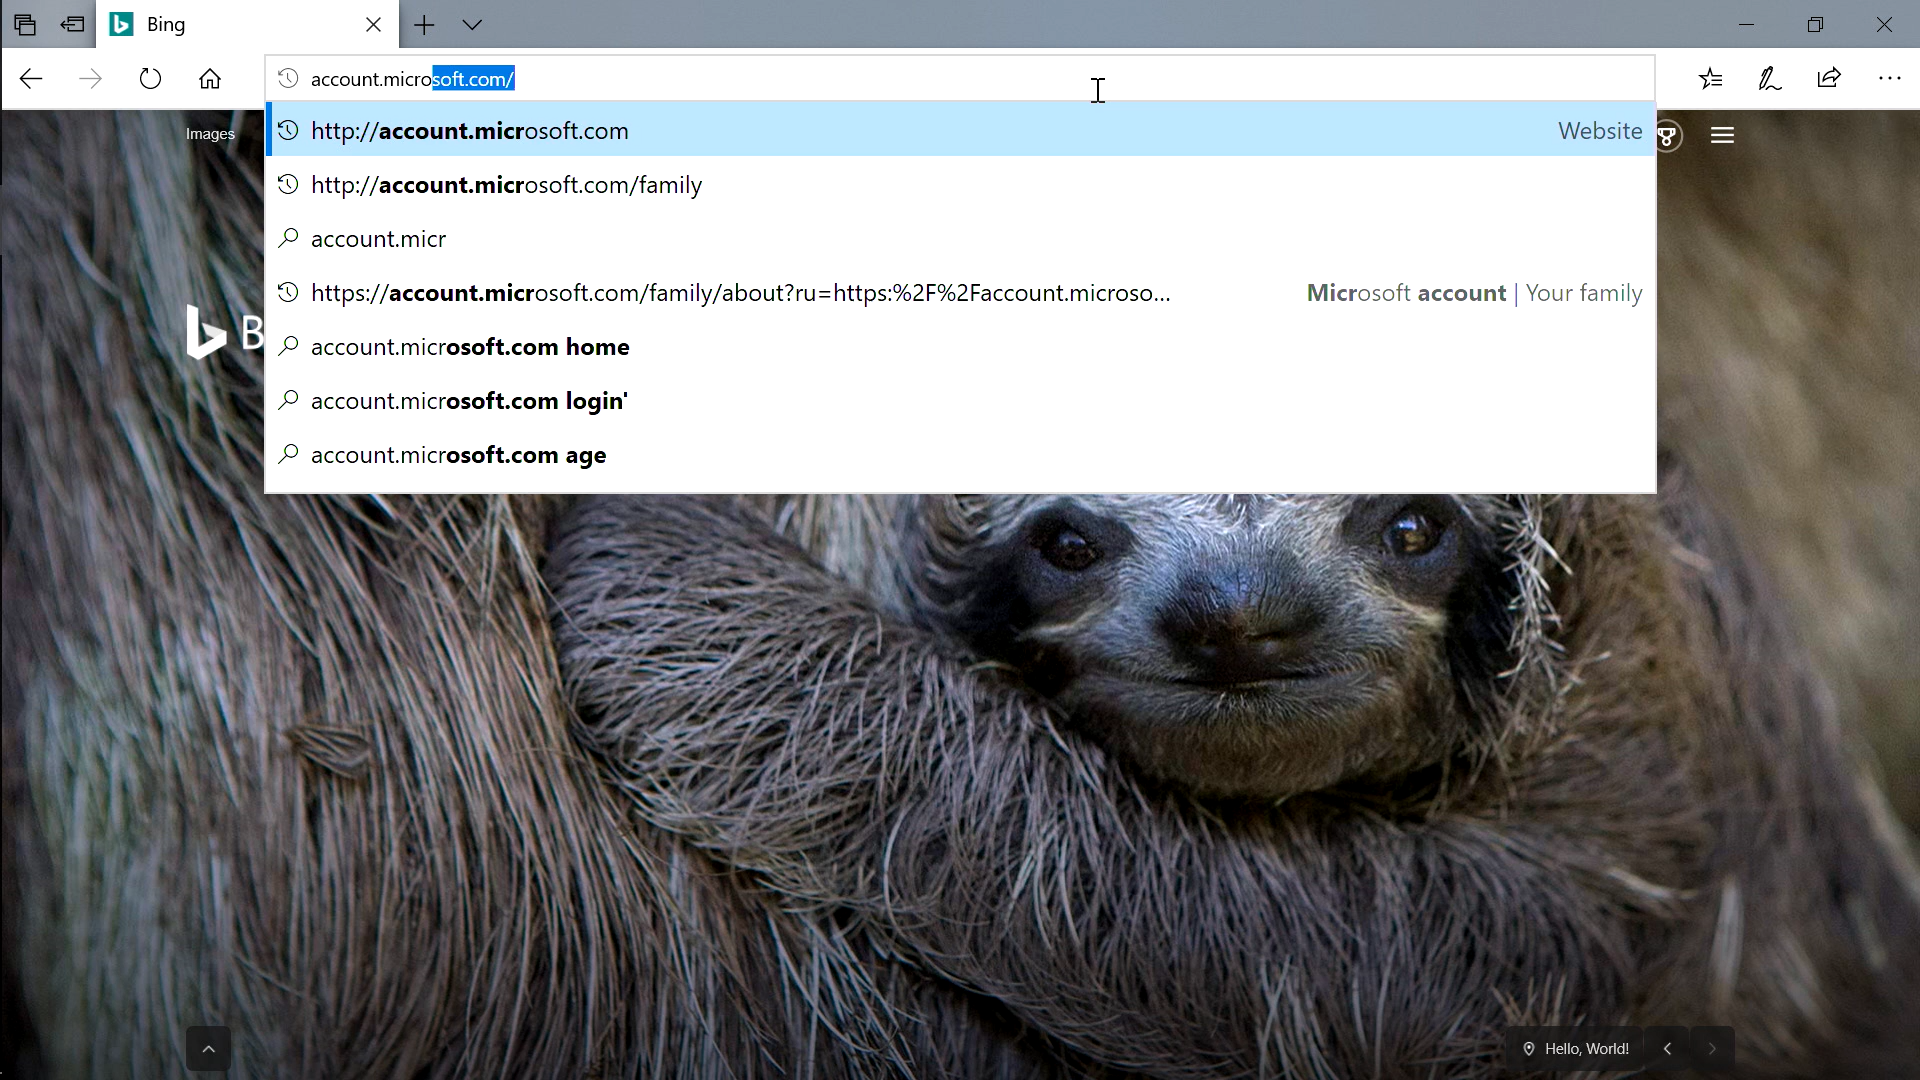 Bing
account.microsoft.com/
Images
http://account.microsoft.com Website
http://account.microsoft.com/family
account.micr
https://account.microsoft.com/family/about?ru=https:%2F%2Faccount.microso... Microsoft account | Your family
B
account.microsoft.com home
account.microsoft.com login'
account.microsoft.com age
Hello, World!